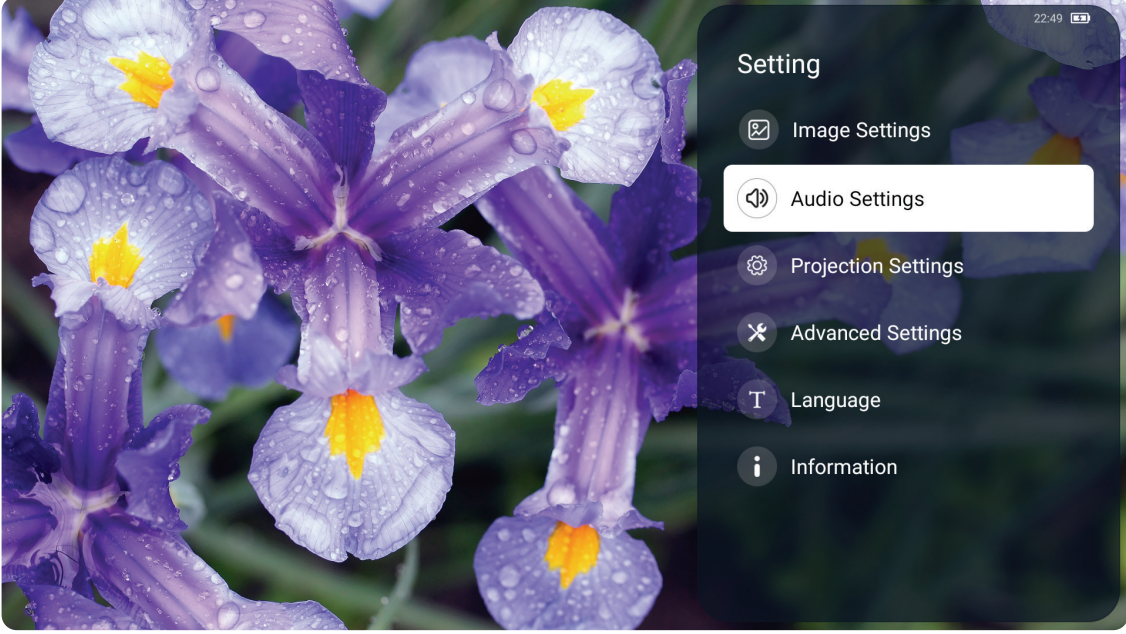 22:49
Setting
Image Settings
Audio Settings
Projection Settings
Advanced Settings
Language
Information